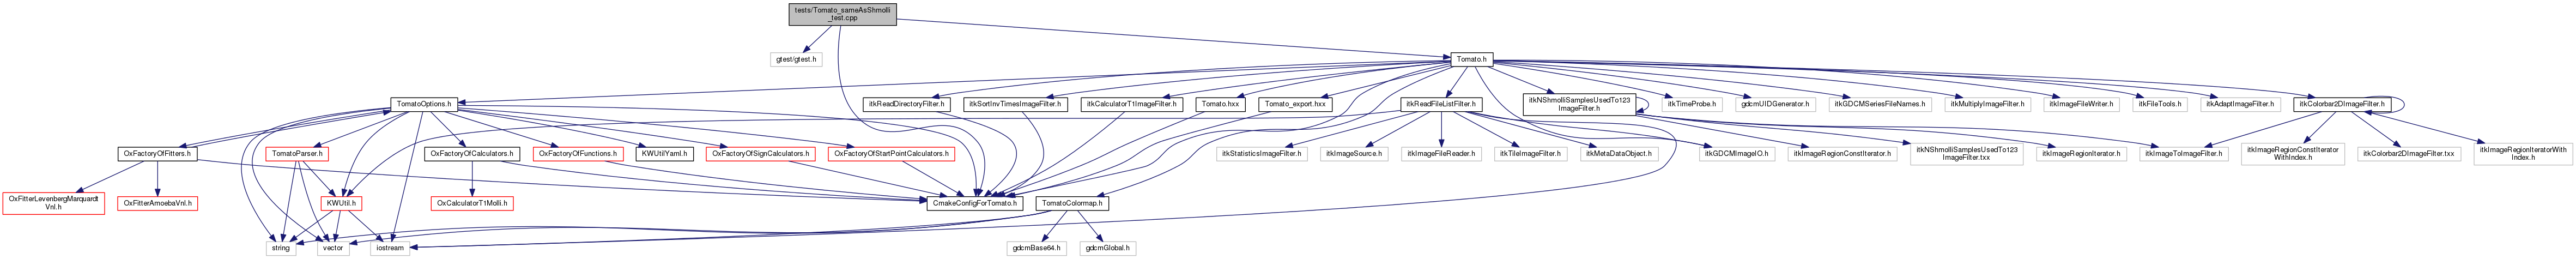 tests/Tomato_sameAsShmolli
_test.cpp
gtest/gtest.h
Tomato.h
TomatoOptions.h
itkReadDirectoryFilter.h
itkSortInvTimesImageFilter.h
itkCalculatorT1ImageFilter.h
Tomato.hxx
Tomato_export.hxx
itkReadFileListFilter.h
itkNShmolliSamplesUsedTo123
ImageFilter.h
itkTimeProbe.h
gdcmUIDGenerator.h
itkGDCMSeriesFileNames.h
itkMultiplyImageFilter.h
itkImageFileWriter.h
itkFileTools.h
itkAdaptImageFilter.h
itkColorbar2DImageFilter.h
OxFactoryOfFitters.h
TomatoParser.h
OxFactoryOfCalculators.h
OxFactoryOfFunctions.h
KWUtilYaml.h
OxFactoryOfSignCalculators.h
OxFactoryOfStartPointCalculators.h
itkStatisticsImageFilter.h
itkImageSource.h
itkImageFileReader.h
itkTileImageFilter.h
itkMetaDataObject.h
itkGDCMImageIO.h
itkImageRegionConstIterator.h
itkNShmolliSamplesUsedTo123
ImageFilter.txx
itkImageRegionIterator.h
itkImageToImageFilter.h
itkImageRegionConstIterator
WithIndex.h
itkColorbar2DImageFilter.txx
itkImageRegionIteratorWith
Index.h
OxFitterLevenbergMarquardt
Vnl.h
OxFitterAmoebaVnl.h
KWUtil.h
OxCalculatorT1Molli.h
CmakeConfigForTomato.h
TomatoColormap.h
string
vector
iostream
gdcmBase64.h
gdcmGlobal.h